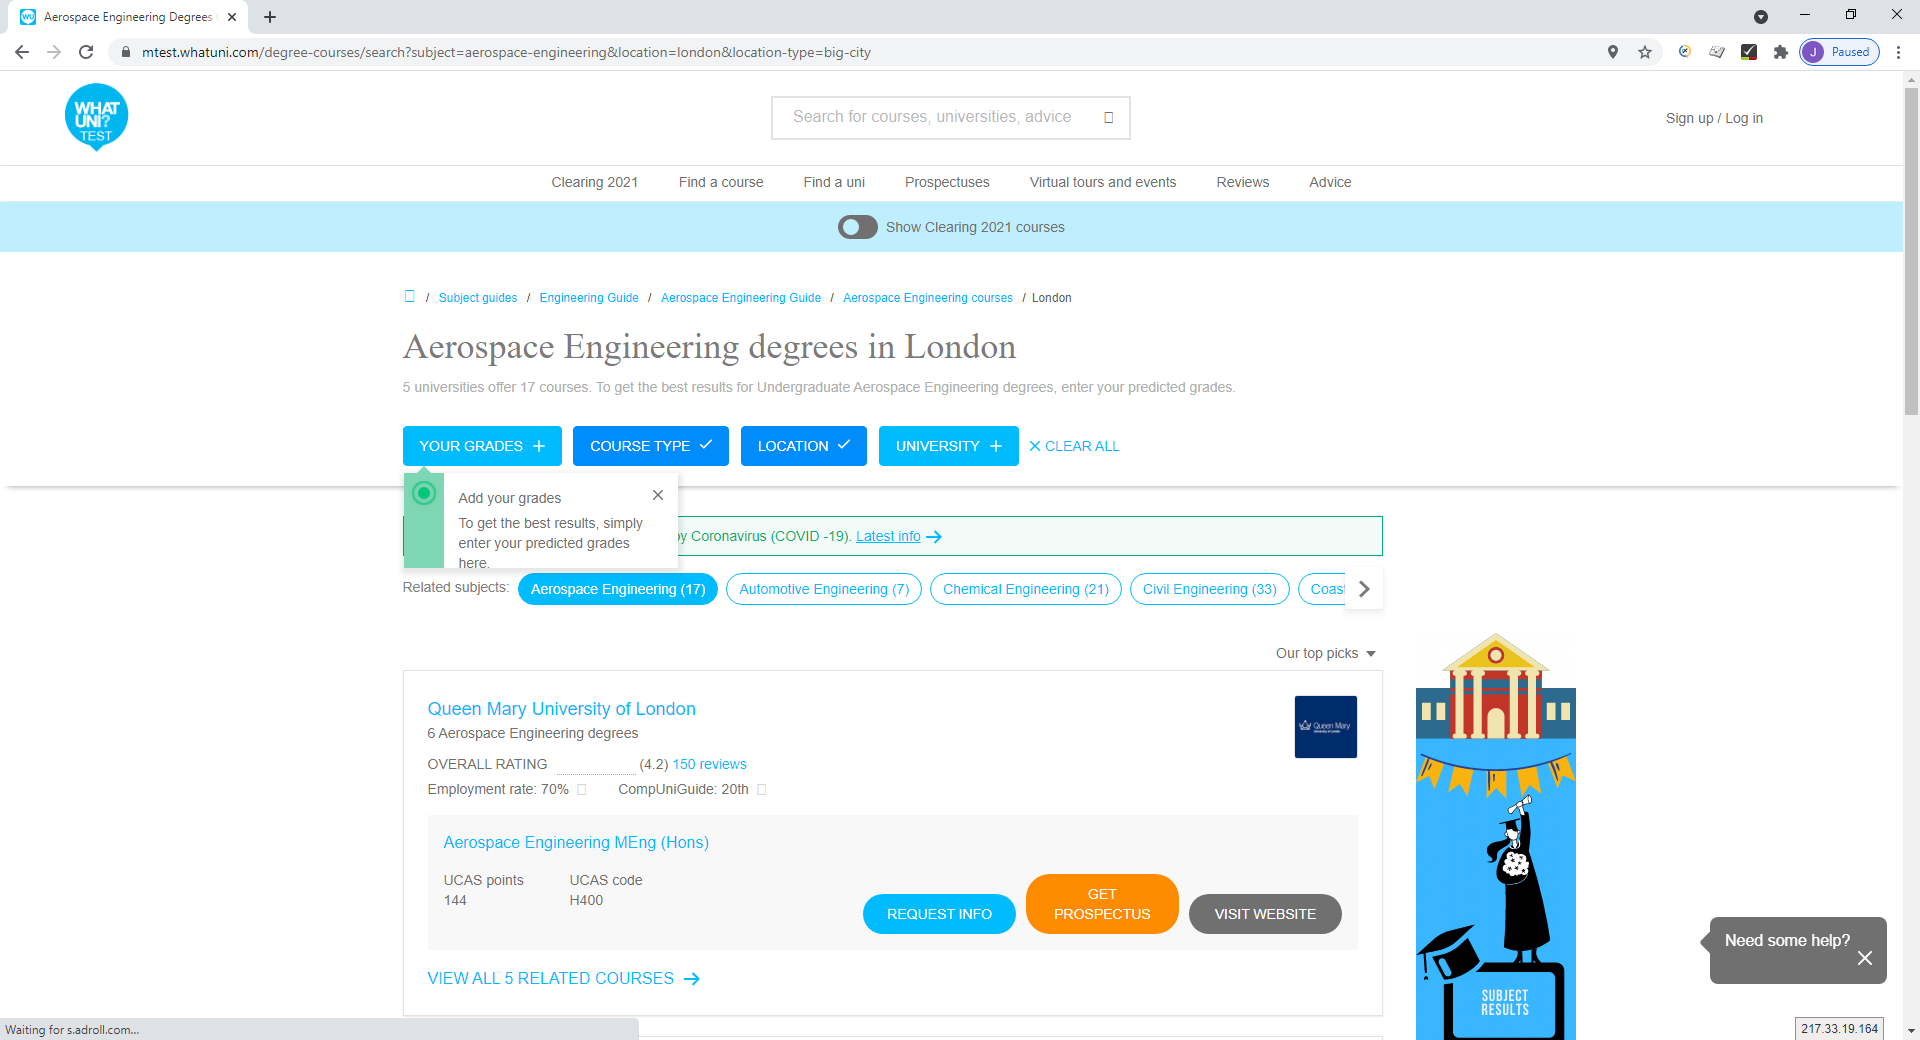 Aerospace Engineering Degrees
mtest.whatuni.com/degree-courses/search?subject=aerospace-engineering&location=london&location-type=big-city
J Paused
WHAT
UNI?
TEST
Search for courses, universities, advice
Sign up / Log in
Clearing 2021 Find a course Find a uni Prospectuses Virtual tours and events Reviews Advice
Show Clearing 2021 courses
/ Subject guides / Engineering Guide / Aerospace Engineering Guide / Aerospace Engineering courses / London
Aerospace Engineering degrees in London
5 universities offer 17 courses. To get the best results for Undergraduate Aerospace Engineering degrees, enter your predicted grades.
YOUR GRADES COURSE TYPE LOCATION UNIVERSITY CLEAR ALL
Add your grades
To get the best results, simply
enter your predicted grades
here.
by Coronavirus (COVID -19). Latest info
Related subjects: Aerospace Engineering (17) Automotive Engineering (7) Chemical Engineering (21) Civil Engineering (33) Coas
Our top picks
Queen Mary University of London
6 Aerospace Engineering degrees
Queen Mary
OVERALL RATING (4.2) 150 reviews
Employment rate: 70% CompUniGuide: 20th
Aerospace Engineering MEng (Hons)
UCAS points UCAS code
144 H400
REQUEST INFO
GET
PROSPECTUS
VISIT WEBSITE
VIEW ALL 5 RELATED COURSES
SUBJECT
RESULTS
Need some help?
Waiting for s.adroll.com...
217.33.19.164